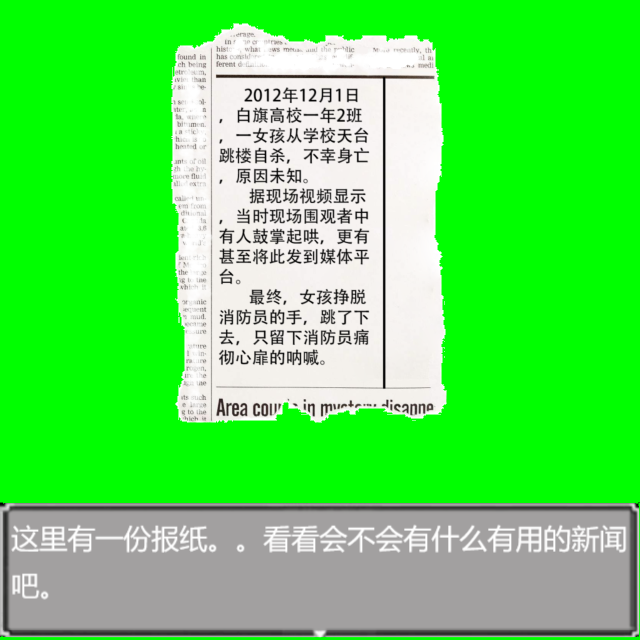 2012年12月1日
，白旗高校一年2班
，一女孩从学校天台
跳楼自杀，不幸身亡
，原因未知。
据现场视频显示
，当时现场围观者中
有人鼓掌起哄，更有
甚至将此发到媒体平
台。
最终，女孩挣脱
消防员的手，跳了下
去，只留下消防员痛
彻心扉的呐喊。
Area in mystery
这里有一份报纸。。看看会不会有什么有用的新闻
吧。